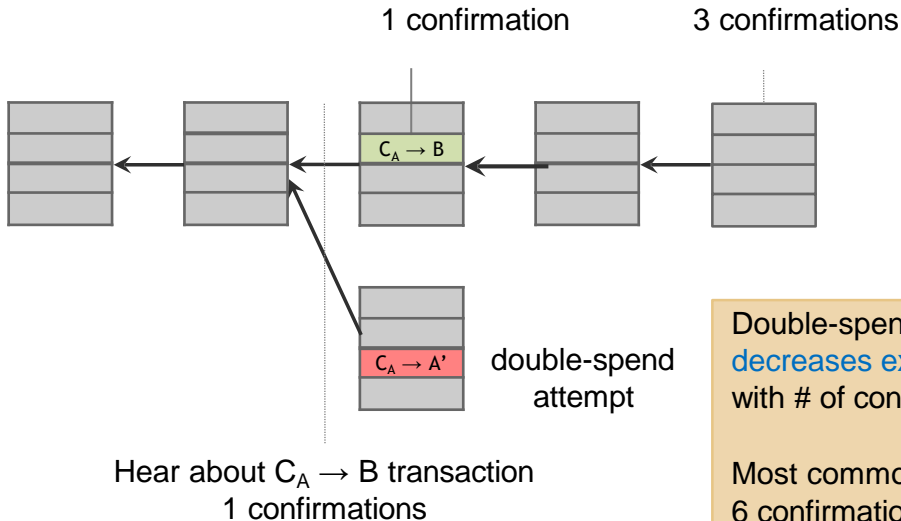 1 confirmation
3 confirmations
C_A → B
C_A → A’
double-spend
attempt
Hear about C_A → B transaction
1 confirmations
Double-spen
decreases ex
with # of con
Most commo
6 confirmatio